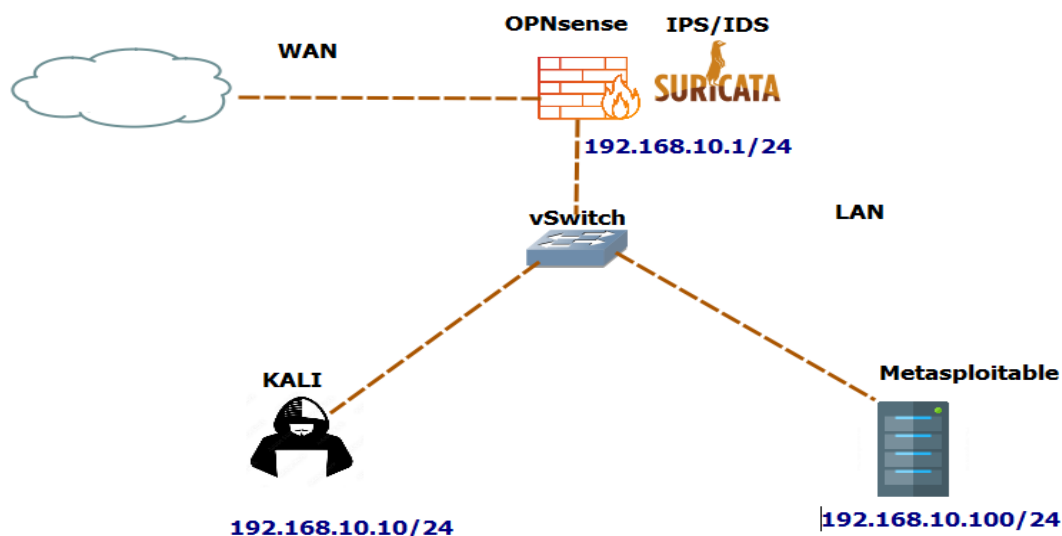 OPNsense
IPS/IDS
WAN
SURICATA
192.168.10.1/24
vSwitch
LAN
KALI
Metasploitable
192.168.10.10/24
192.168.10.100/24